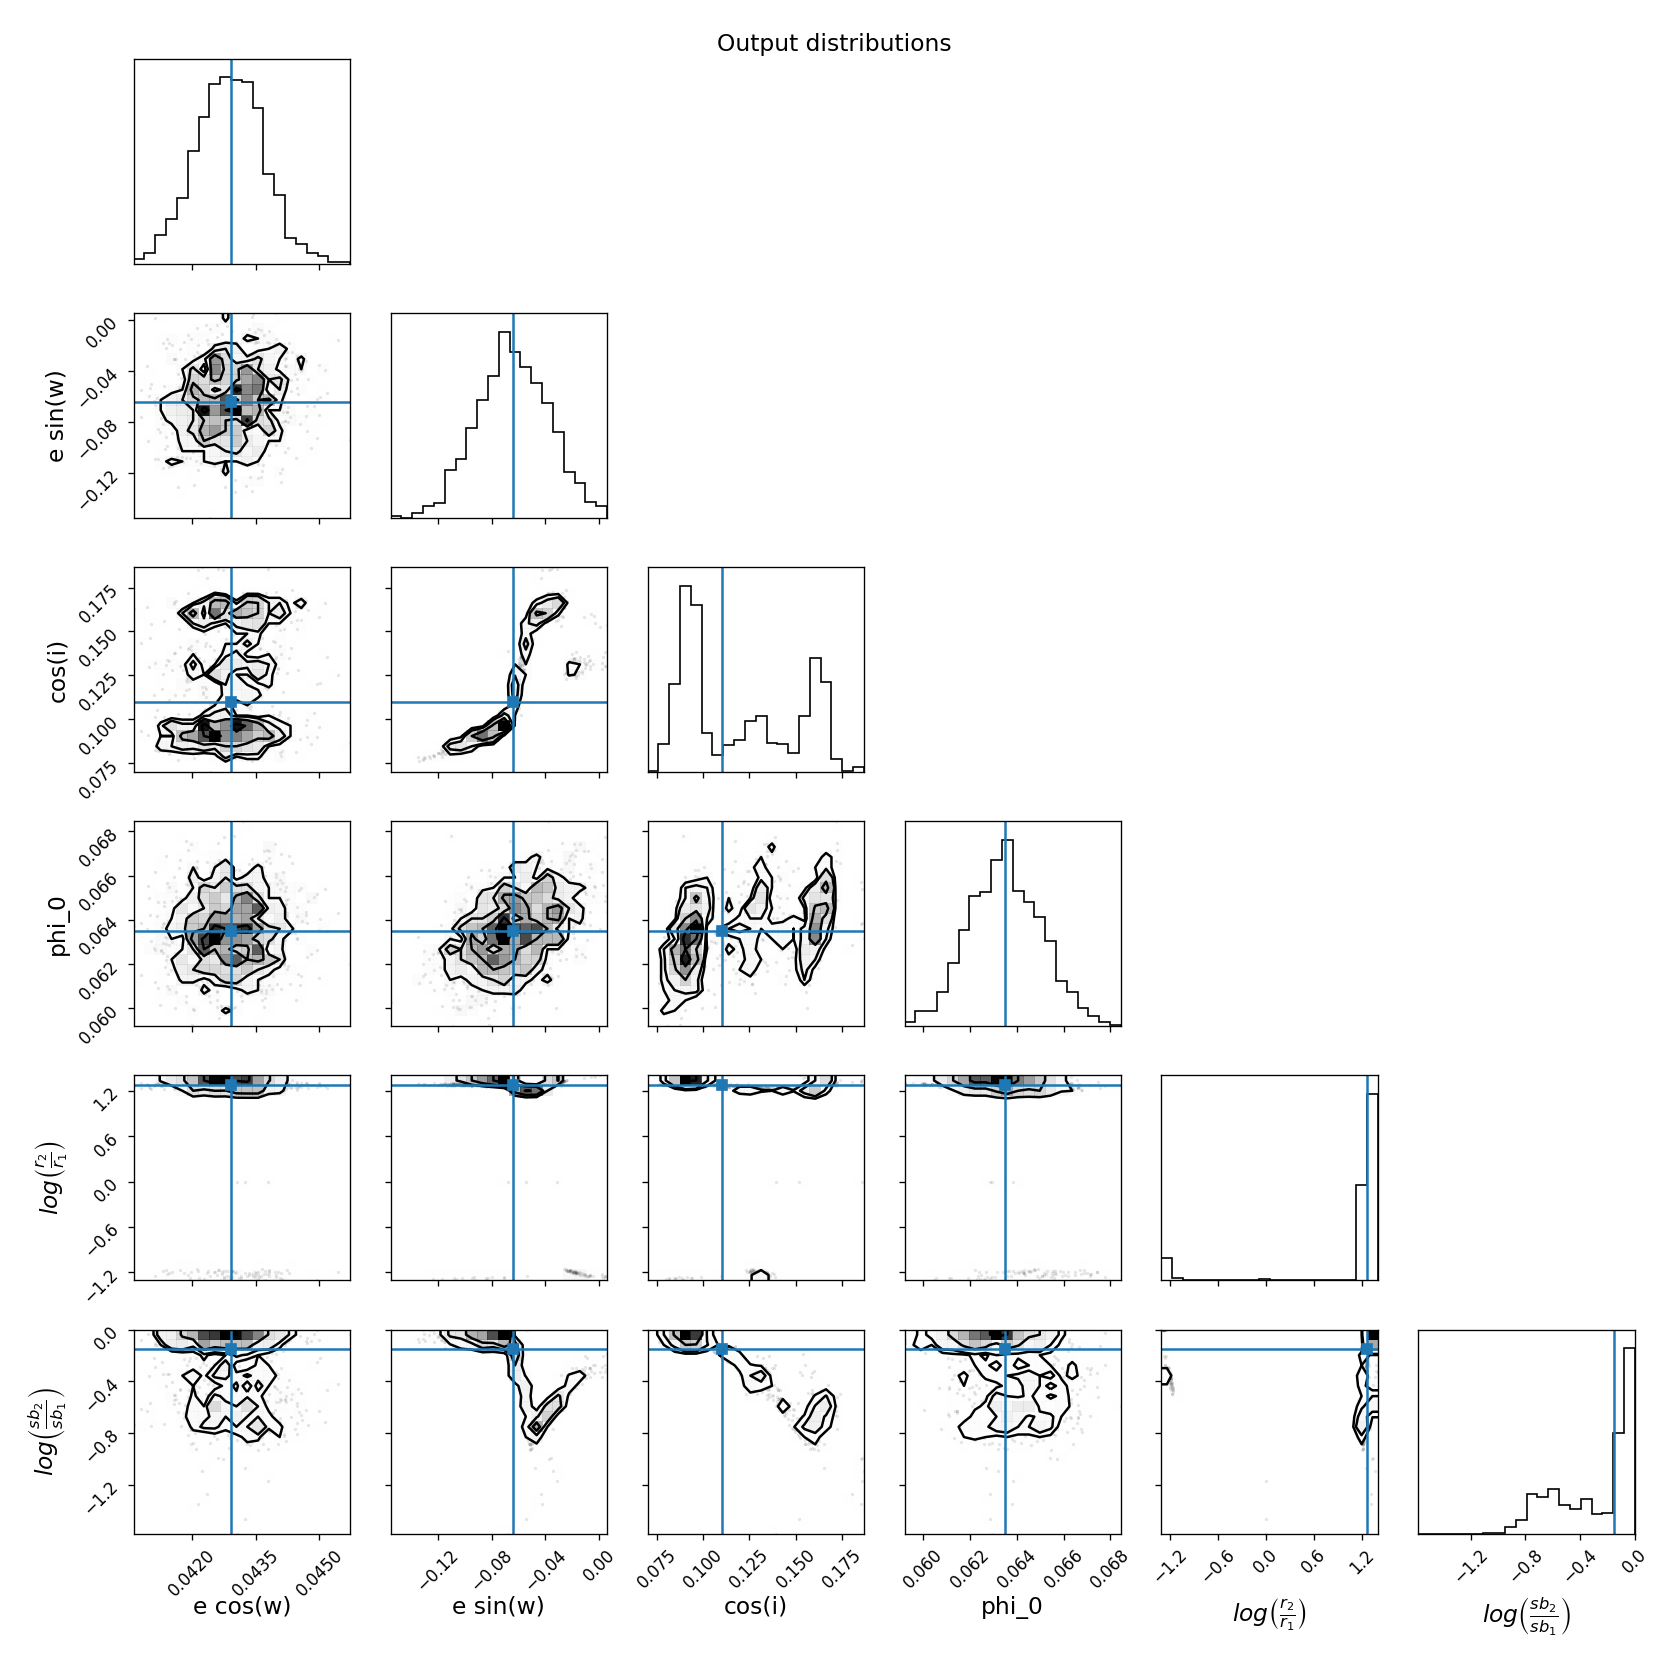 Output distributions
0.00
−0.04
−0.08
−0.12
e sin(w)
0.175
0.150
0.125
0.100
0.075
cos(i)
0.068
0.066
0.064
0.062
0.060
phi_0
1.2
0.6
0.0
−0.6
−1.2
log(r2/r1)
0.0
−0.4
−0.8
−1.2
log(sb2/sb1)
0.0420 0.0435 0.0450 −0.12 −0.08 −0.04 0.00 0.075 0.100 0.125 0.150 0.175 0.060 0.062 0.064 0.066 0.068 −1.2 −0.6 0.0 0.6 1.2 −1.2 −0.8 −0.4 0.0
e cos(w) e sin(w) cos(i) phi_0 log(r2/r1) log(sb2/sb1)